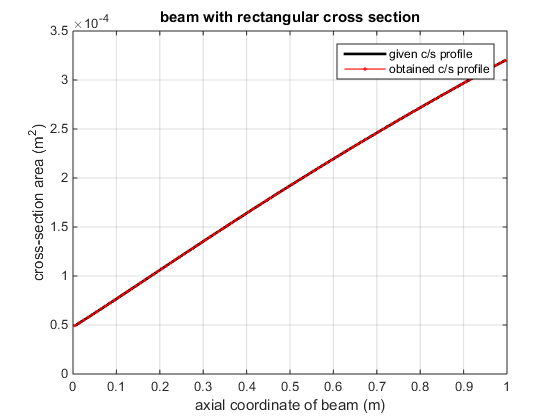 beam with rectangular cross section
×10⁻⁴
3.5
3
2.5
2
1.5
1
0.5
0
cross-section area (m²)
given c/s profile
obtained c/s profile
0 0.1 0.2 0.3 0.4 0.5 0.6 0.7 0.8 0.9 1
axial coordinate of beam (m)